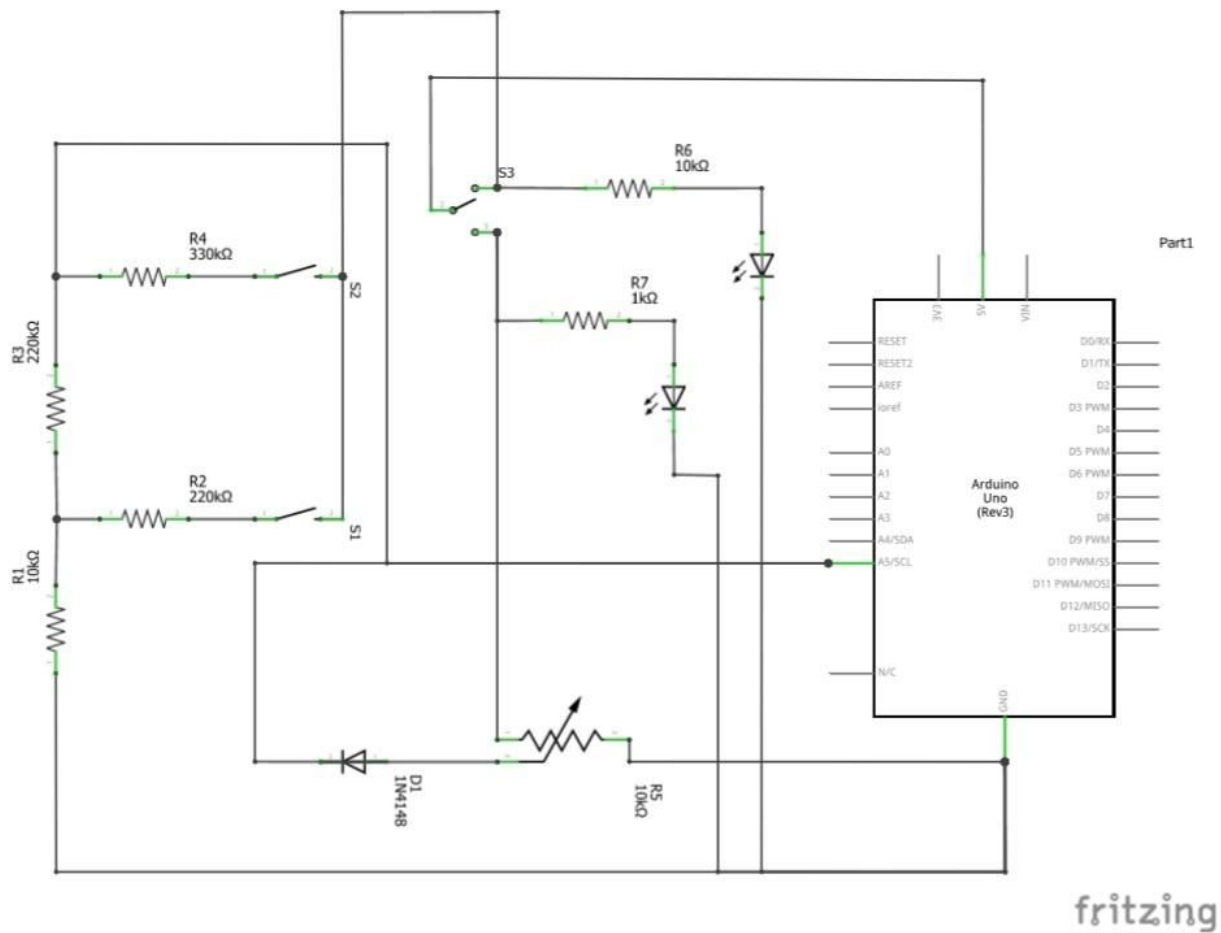 S3
R6
10kΩ
Part1
R4
330kΩ
S2
R7
1kΩ
R3
220kΩ
R2
220kΩ
S1
R1
10kΩ
3V3
5V
VIN
RESET
RESET2
AREF
ioref
A0
A1
A2
A3
A4/SDA
A5/SCL
N/C
Arduino
Uno
(Rev3)
D0/RX
D1/TX
D2
D3 PWM
D4
D5 PWM
D6 PWM
D7
D8
D9 PWM
D10 PWM/SS
D11 PWM/MOSI
D12/MISO
D13/SCK
GND
D1
1N4148
R5
10kΩ
fritzing